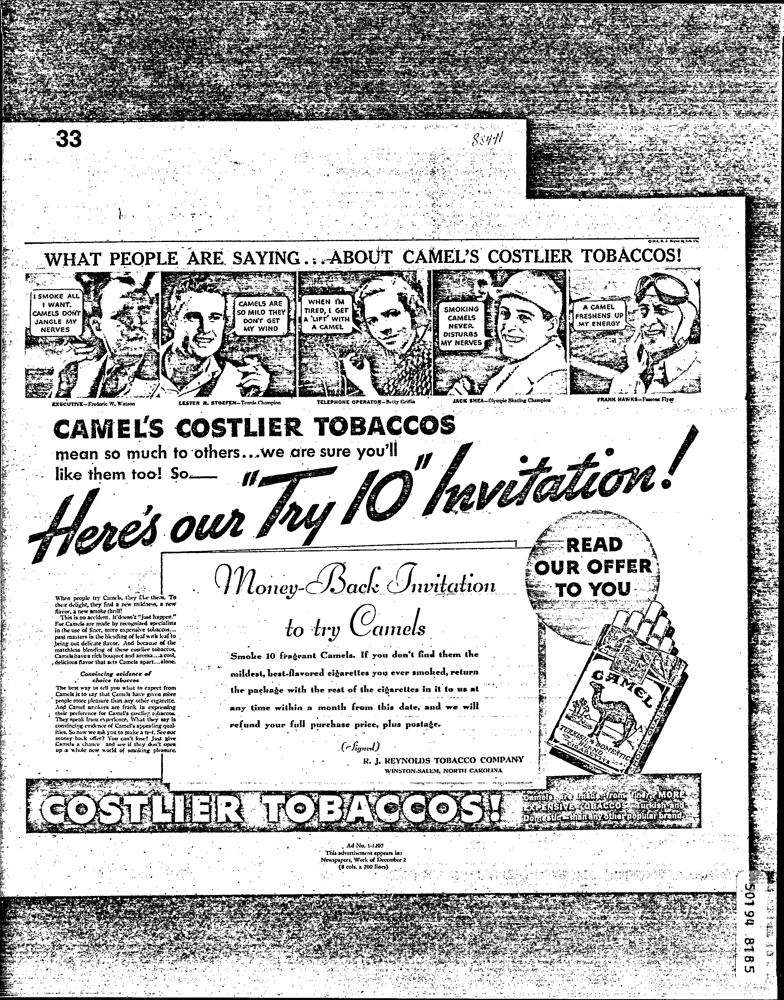 33
WHAT PEOPLE ARE SAYING...ABOUT CAMEL'S COSTLIER TOBACCOS!
I SMOKE ALL
I WANT.
CAMELS DON'T
JANGLE MY
NERVES
CAMELS ARE
SO MILD THEY
DON'T GET
MY WIND
WHEN I'M
TIRED, I GET
A 'LIFT' WITH
A CAMEL
SMOKING
CAMELS
NEVER
DISTURBS
MY NERVES
A CAMEL
FRESHENS UP
MY ENERGY
EXECUTIVE—Frederic W. Watson
LESTER R. STOEFEN—Tennis Champion
TELEPHONE OPERATOR—Betty Griffin
JACK SHEA—Olympic Skating Champion
FRANK HAWKS—Famous Flyer
CAMEL'S COSTLIER TOBACCOS
mean so much to others...we are sure you'll
like them too! So
Here's our "Try 10" Invitation!
READ
OUR OFFER
TO YOU
Money-Back Invitation
to try Camels
Smoke 10 fragrant Camels. If you don't find them the
mildest, best-flavored cigarettes you ever smoked, return
the package with the rest of the cigarettes in it to us at
any time within a month from this date, and we will
refund your full purchase price, plus postage.
(Signed)
R. J. REYNOLDS TOBACCO COMPANY
WINSTON-SALEM, NORTH CAROLINA
When people try Camels, they like them. To
their delight, they find a new mildness, a new
flavor, a new smoke thrill!
This is no accident. It doesn't "just happen."
For Camels are made by recognized specialists
in the use of finer, more expensive tobaccos...
past masters in the blending of leaf with leaf to
bring out delicate flavor. And because of the
matchless blending of these costlier tobaccos,
Camels have a rich bouquet and aroma...a cool,
delicious flavor that sets Camels apart...alone.
Convincing evidence of
choice tobaccos
The best way to tell you what to expect from
Camels is to say that Camels have given more
people more pleasure than any other cigarette.
And Camel smokers are frank in expressing
their preference for Camel's costlier tobaccos.
They speak from experience. What they say is
convincing evidence of Camel's appealing qual-
ities. So now we ask you to make a test. See our
money-back offer? You can't lose! Just give
Camels a chance and see if they don't open
up a whole new world of smoking pleasure.
CAMEL
TURKISH & DOMESTIC
COSTLIER TOBACCOS!
Camels are made from finer, MORE
EXPENSIVE TOBACCOS—Turkish and
Domestic—than any other popular brand.
Ad No. 1-1207
This advertisement appears in:
Newspapers, Week of December 2
(8 cols. x 200 lines)
50194 8185